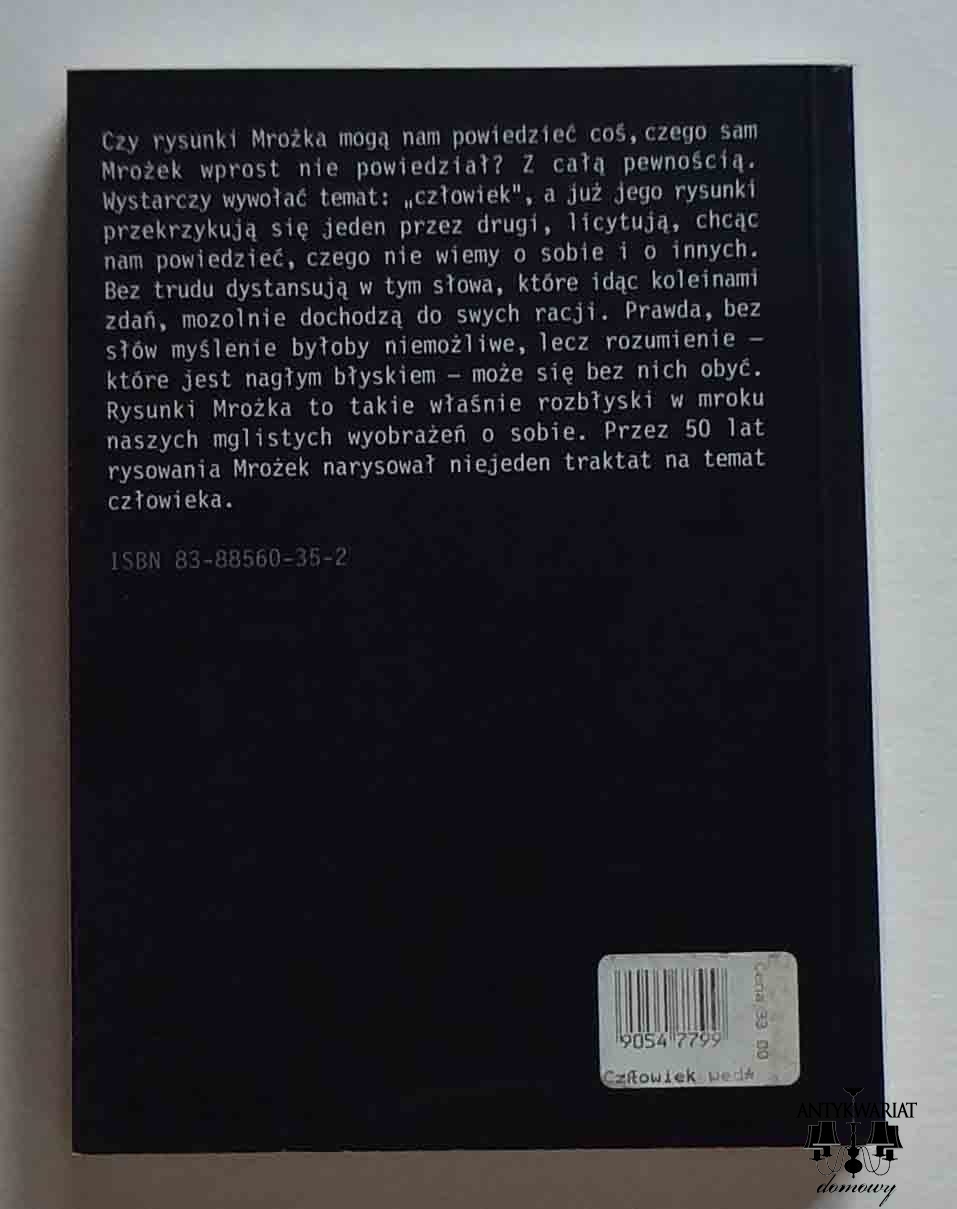 Czy rysunki Mrożka mogą nam powiedzieć coś, czego sam
Mrożek wprost nie powiedział? Z całą pewnością.
Wystarczy wywołać temat: „człowiek", a już jego rysunki
przekrzykują się jeden przez drugi, licytują, chcąc
nam powiedzieć, czego nie wiemy o sobie i o innych.
Bez trudu dystansują w tym słowa, które idąc koleinami
zdań, mozolnie dochodzą do swych racji. Prawda, bez
słów myślenie byłoby niemożliwe, lecz rozumienie –
które jest nagłym błyskiem – może się bez nich obyć.
Rysunki Mrożka to takie właśnie rozbłyski w mroku
naszych mglistych wyobrażeń o sobie. Przez 50 lat
rysowania Mrożek narysował niejeden traktat na temat
człowieka.
ISBN 83-88560-35-2
9054 7799
Cena 39 00
Człowiek wed*
ANTYKWARIAT
domowy